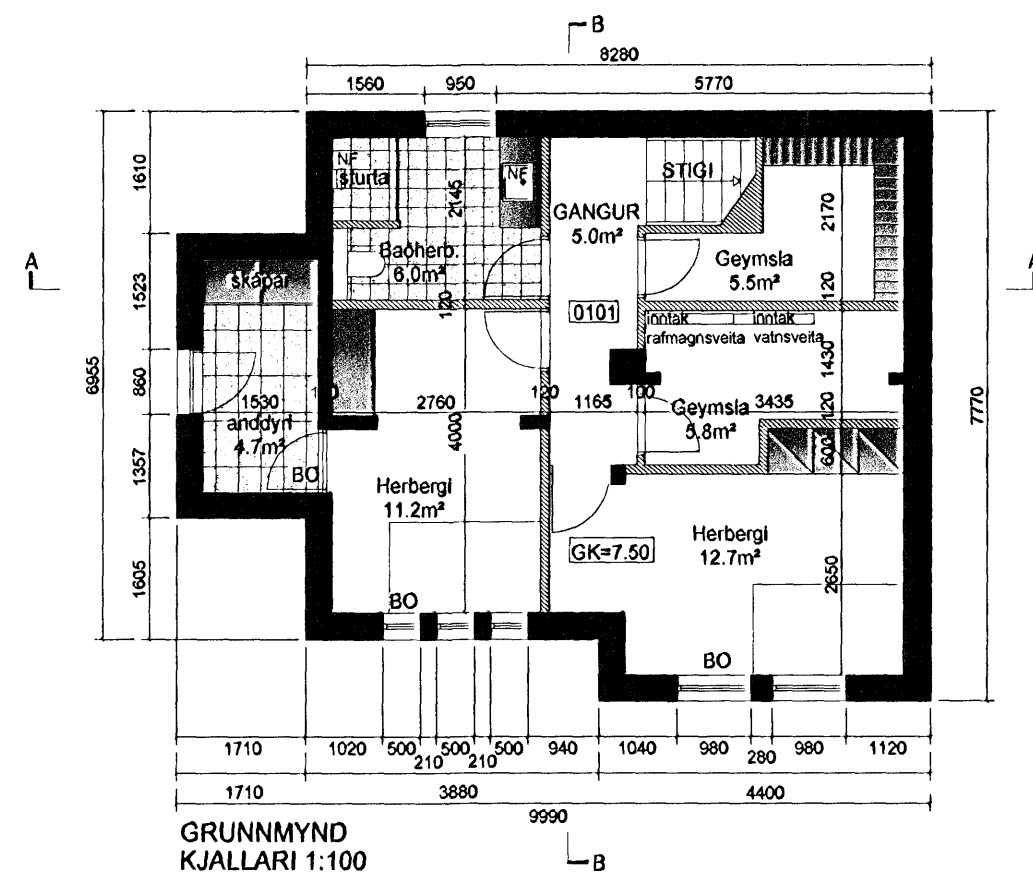 B
8280
1560 950 5770
A
A
6955
1610
1523
860
1357
1605
7770
NF
sturta
NF
2145
STIGI
GANGUR
5.0m²
2170
Baðherb.
6,0m²
Geymsla
5.5m²
skápar
120
120
0101
inntak
rafmagnsveita
inntak
vatnsveita
1430
1530
2760
120
1165
100
3435
anddyri
4.7m²
4000
Geymsla
5.8m²
120
600
BO
Herbergi
11.2m²
Herbergi
12.7m²
GK=7.50
2650
BO
BO
1710 1020 500 500 500 940 1040 980 980 1120
210 210 280
1710 3880 4400
9990
GRUNNMYND
KJALLARI 1:100
B